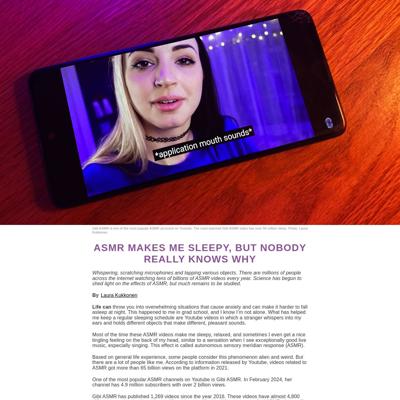 *application mouth sounds*
Gibi ASMR is one of the most popular ASMR accounts on Youtube. The most watched Gibi ASMR video has over 50 million views. Photo: Laura
Kukkonen
ASMR MAKES ME SLEEPY, BUT NOBODY
REALLY KNOWS WHY
Whispering, scratching microphones and tapping various objects. There are millions of people
across the internet watching tens of billions of ASMR videos every year. Science has begun to
shed light on the effects of ASMR, but much remains to be studied.
By Laura Kukkonen
Life can throw you into overwhelming situations that cause anxiety and can make it harder to fall
asleep at night. This happened to me in grad school, and I know I'm not alone. What has helped
me keep a regular sleeping schedule are Youtube videos in which a stranger whispers into my
ears and holds different objects that make different, pleasant sounds.
Most of the time these ASMR videos make me sleepy, relaxed, and sometimes I even get a nice
tingling feeling on the back of my head, similar to a sensation when I see exceptionally good live
music, especially singing. This effect is called autonomous sensory meridian response (ASMR).
Based on general life experience, some people consider this phenomenon alien and weird. But
there are a lot of people like me. According to information website Factually, videos related to
ASMR got more than 65 billion views on the platform in 2021.
One of the most popular ASMR channels on Youtube is Gibi ASMR. In February 2024, her
channel has 4.9 million subscribers with over 2 billion views.
Gibi ASMR has published 1,269 videos since the year 2016. These videos have almost 4,800